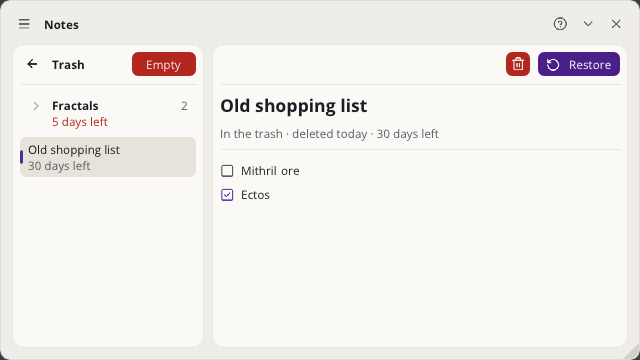 Notes
Trash
Empty
Fractals 2
5 days left
Old shopping list
30 days left
Restore
Old shopping list
In the trash · deleted today · 30 days left
Mithril ore
Ectos